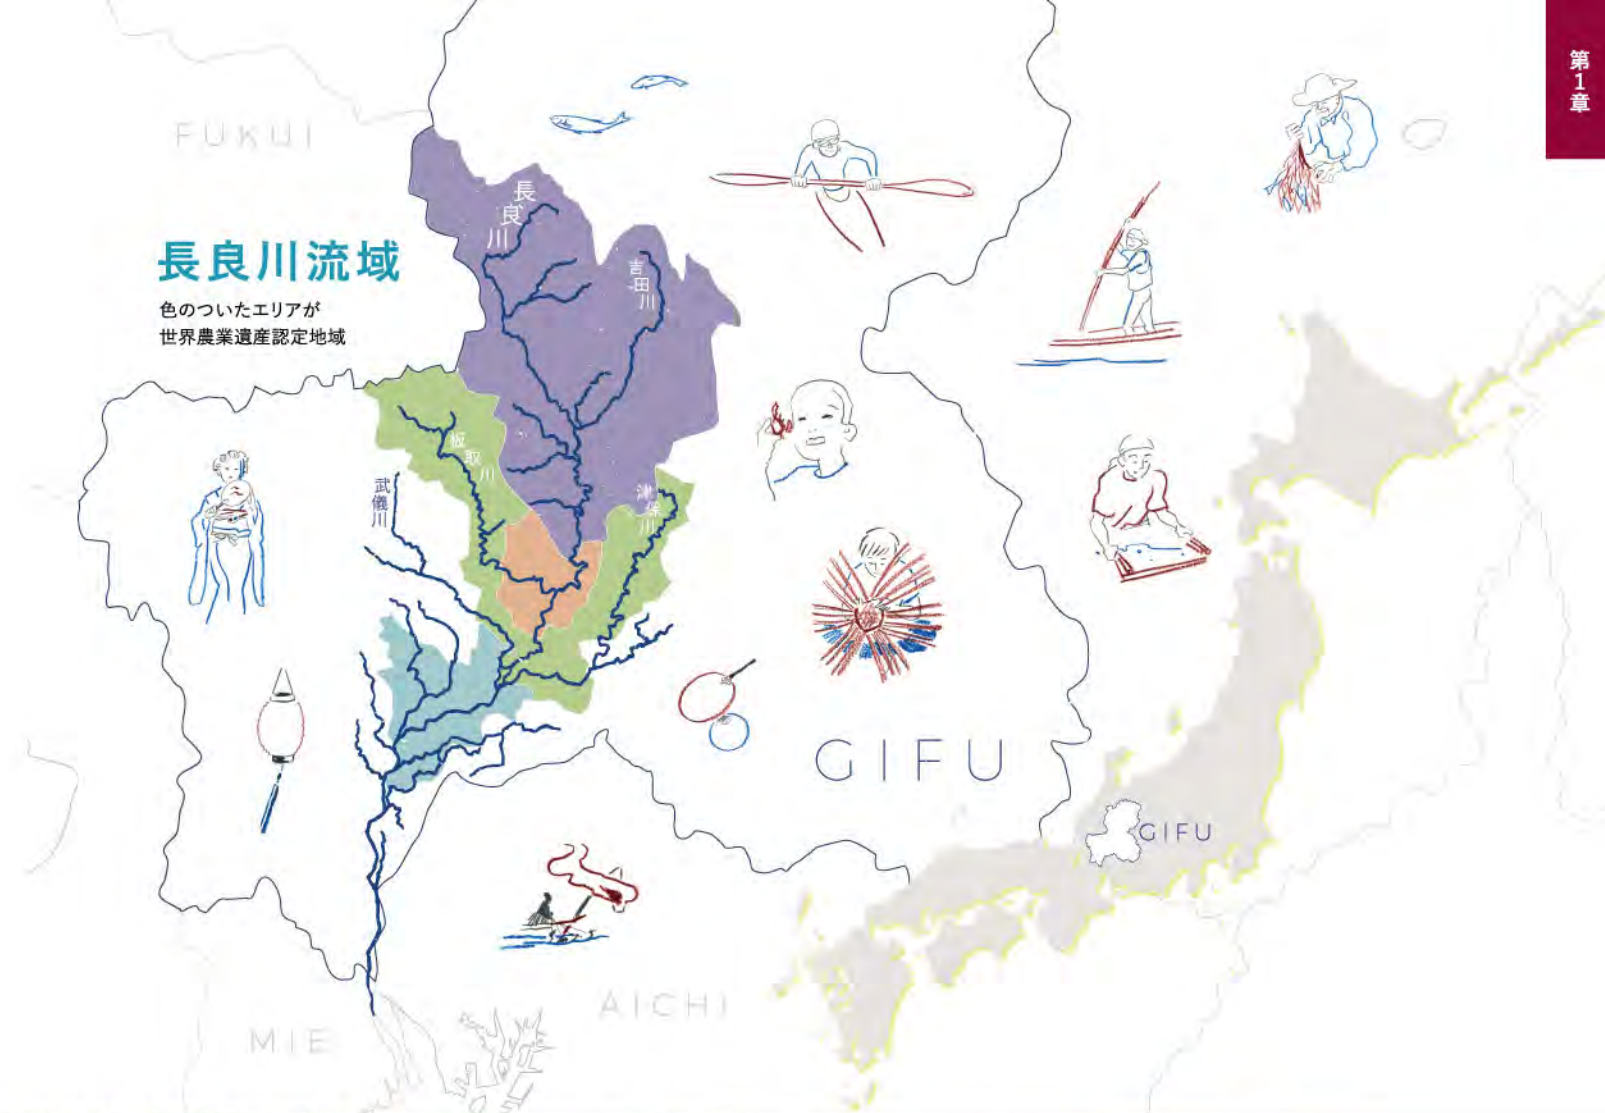 第1章
FUKUI
長良川流域
色のついたエリアが
世界農業遺産認定地域
長良川
吉田川
板取川
武儀川
津保川
GIFU
GIFU
AICHI
MIE